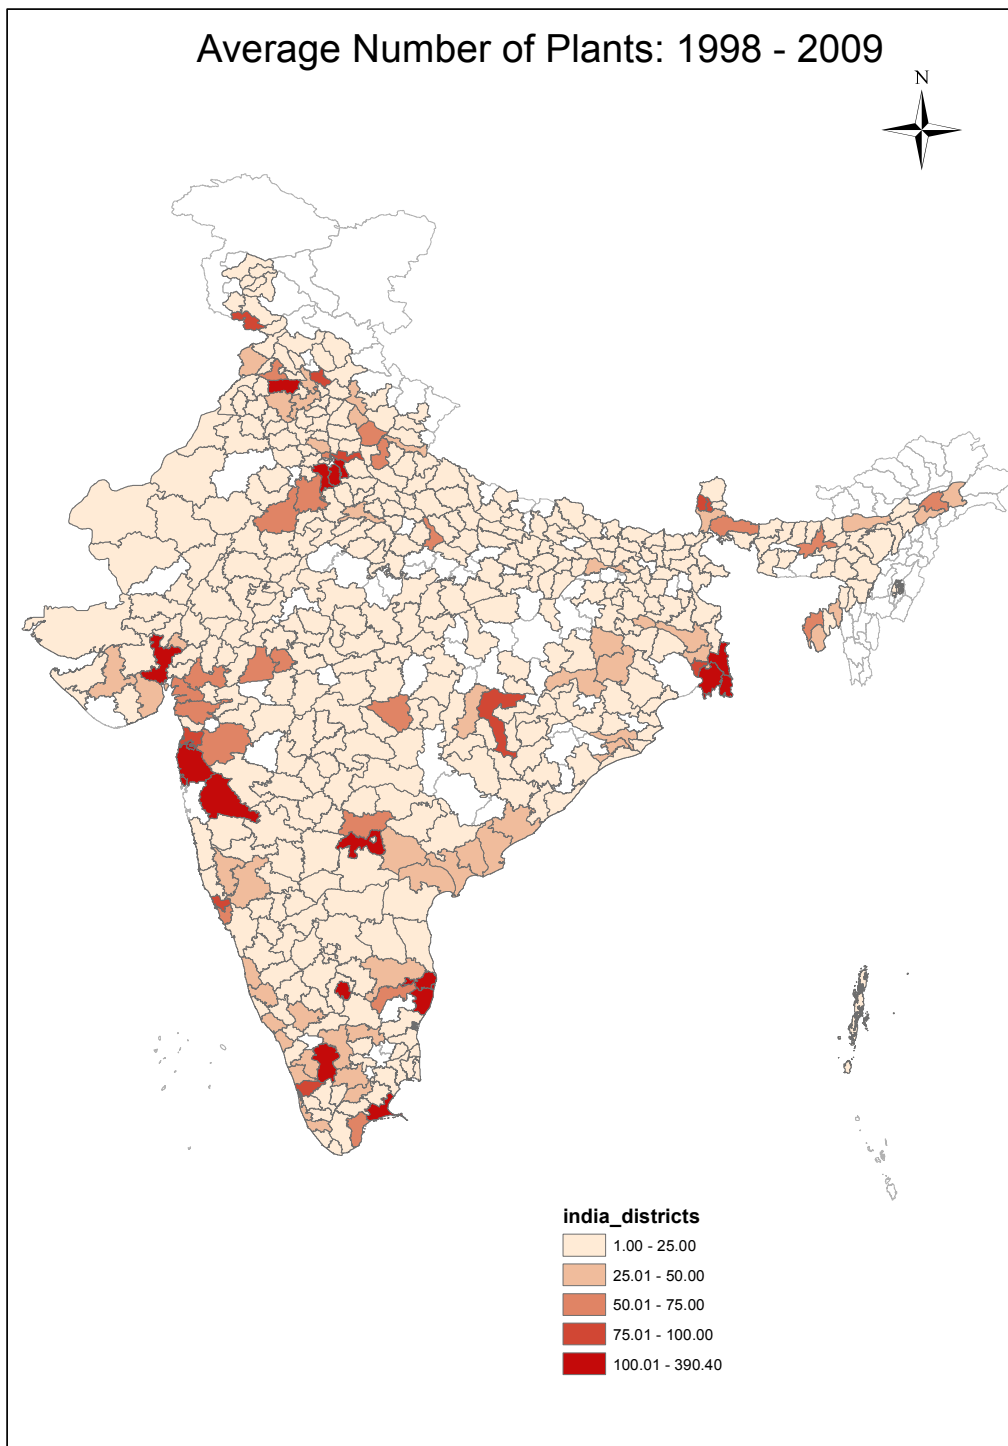 Average Number of Plants: 1998 - 2009
N
india_districts
1.00 - 25.00
25.01 - 50.00
50.01 - 75.00
75.01 - 100.00
100.01 - 390.40